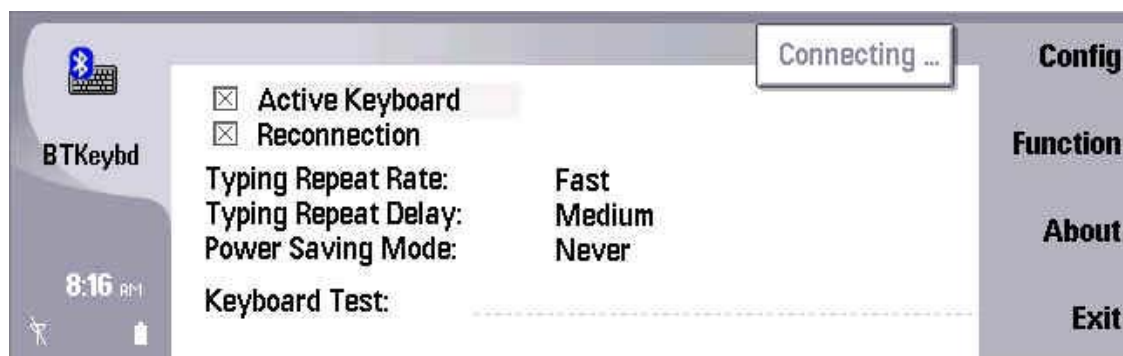 Connecting ...
Config
Active Keyboard
Reconnection
BTKeybd
Function
Typing Repeat Rate: Fast
Typing Repeat Delay: Medium
Power Saving Mode: Never
About
8:16 AM
Keyboard Test:
Exit